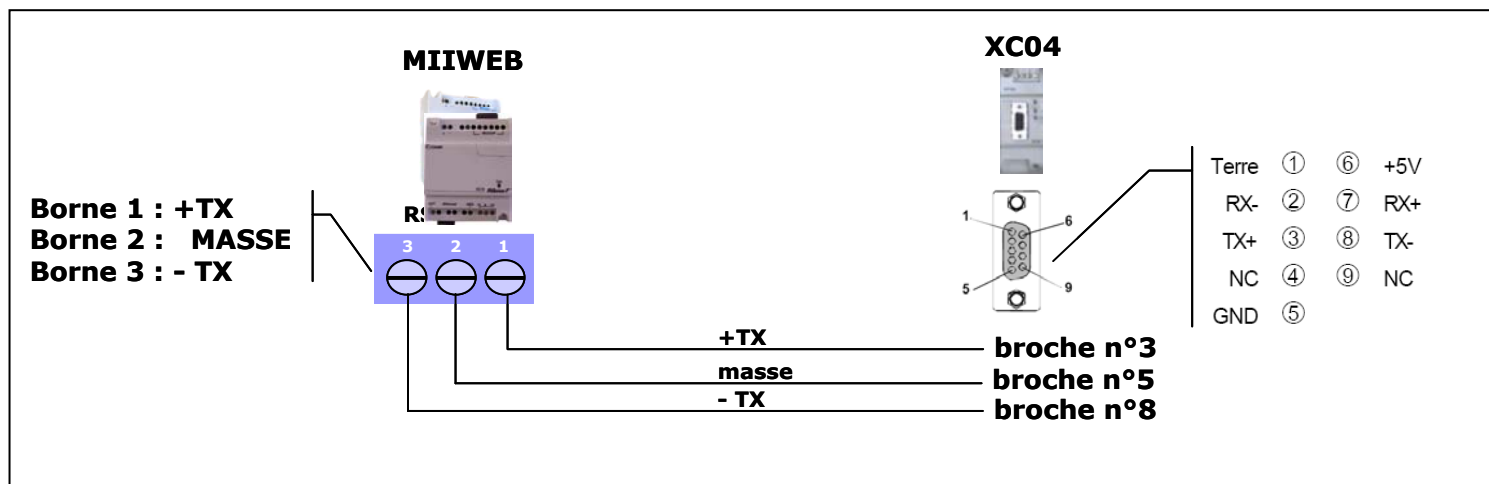 MIIWEB
XC04
Borne 1 : +TX
Borne 2 : MASSE
Borne 3 : - TX
3 2 1
1
6
5
9
Terre ① ⑥ +5V
RX- ② ⑦ RX+
TX+ ③ ⑧ TX-
NC ④ ⑨ NC
GND ⑤
+TX
broche n°3
masse
broche n°5
- TX
broche n°8